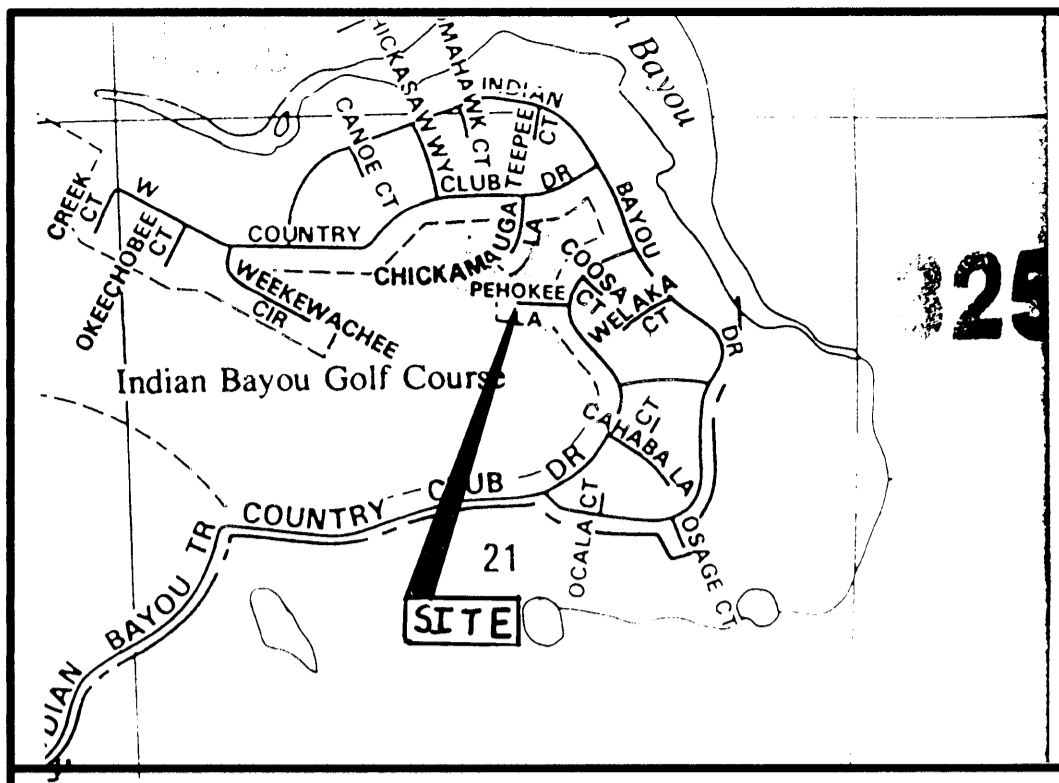 Bayou
CHICKASAW WY
MAHAWK CT
INDIAN
CANOE CT
TEEPEE
CT
CREEK
CT
W
CLUB
DR
BAYOU
OKEECHOBEE
CT
COUNTRY
CHICKAMAUGA
LA
COOSA
CT
PEHOKEE
LA
WELAKA
CT
WEEKEWACHEE
CIR
DR
325
Indian Bayou Golf Course
CT
CAHABA LA
DR
COUNTRY
CLUB
TR
OCALA CT
OSAGE CT
21
BAYOU
SITE
DIAN